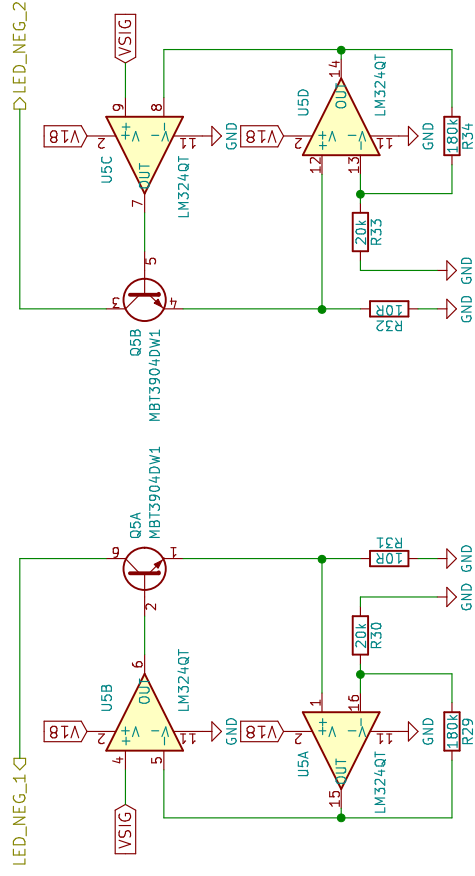 LED_NEG_2
VSIG
9
8
V18
2
+
V+
-
V-
11
GND
U5C
OUT
LM324QT
7
14
OUT
U5D
LM324QT
V18
2
+
V+
-
V-
11
GND
12
13
180k
R34
20k
R33
GND
5
3
4
Q5B
MBT3904DW1
10R
R32
GND
MBT3904DW1
Q5A
6
1
2
10R
R31
GND
GND
20k
R30
6
U5B
OUT
LM324QT
V18
2
+
V+
-
V-
11
GND
4
5
1
16
V18
2
+
V+
-
V-
11
GND
U5A
OUT
LM324QT
15
180k
R29
VSIG
LED_NEG_1